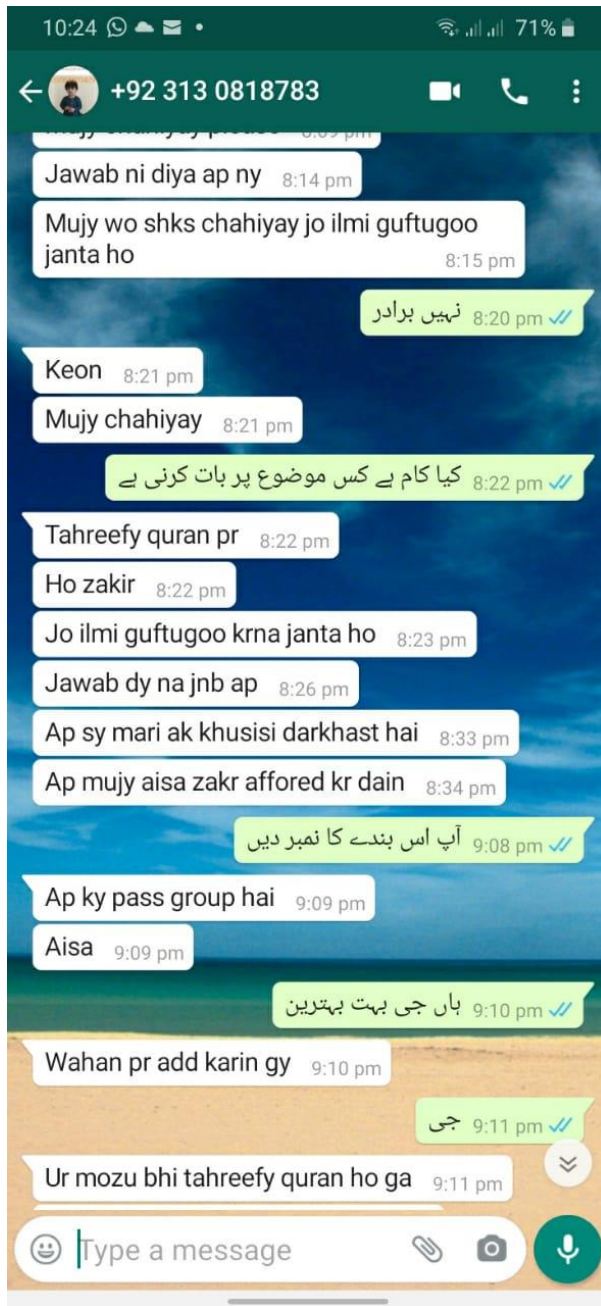 10:24
71%
+92 313 0818783
Jawab ni diya ap ny 8:14 pm
Mujy wo shks chahiyay jo ilmi guftugoo
janta ho 8:15 pm
نہیں برادر 8:20 pm
Keon 8:21 pm
Mujy chahiyay 8:21 pm
کیا کام ہے کس موضوع پر بات کرنی ہے 8:22 pm
Tahreefy quran pr 8:22 pm
Ho zakir 8:22 pm
Jo ilmi guftugoo krna janta ho 8:23 pm
Jawab dy na jnb ap 8:26 pm
Ap sy mari ak khusisi darkhast hai 8:33 pm
Ap mujy aisa zakr affored kr dain 8:34 pm
آپ اس بندے کا نمبر دیں 9:08 pm
Ap ky pass group hai 9:09 pm
Aisa 9:09 pm
ہاں جی بہت بہترین 9:10 pm
Wahan pr add karin gy 9:10 pm
جی 9:11 pm
Ur mozu bhi tahreefy quran ho ga 9:11 pm
Type a message